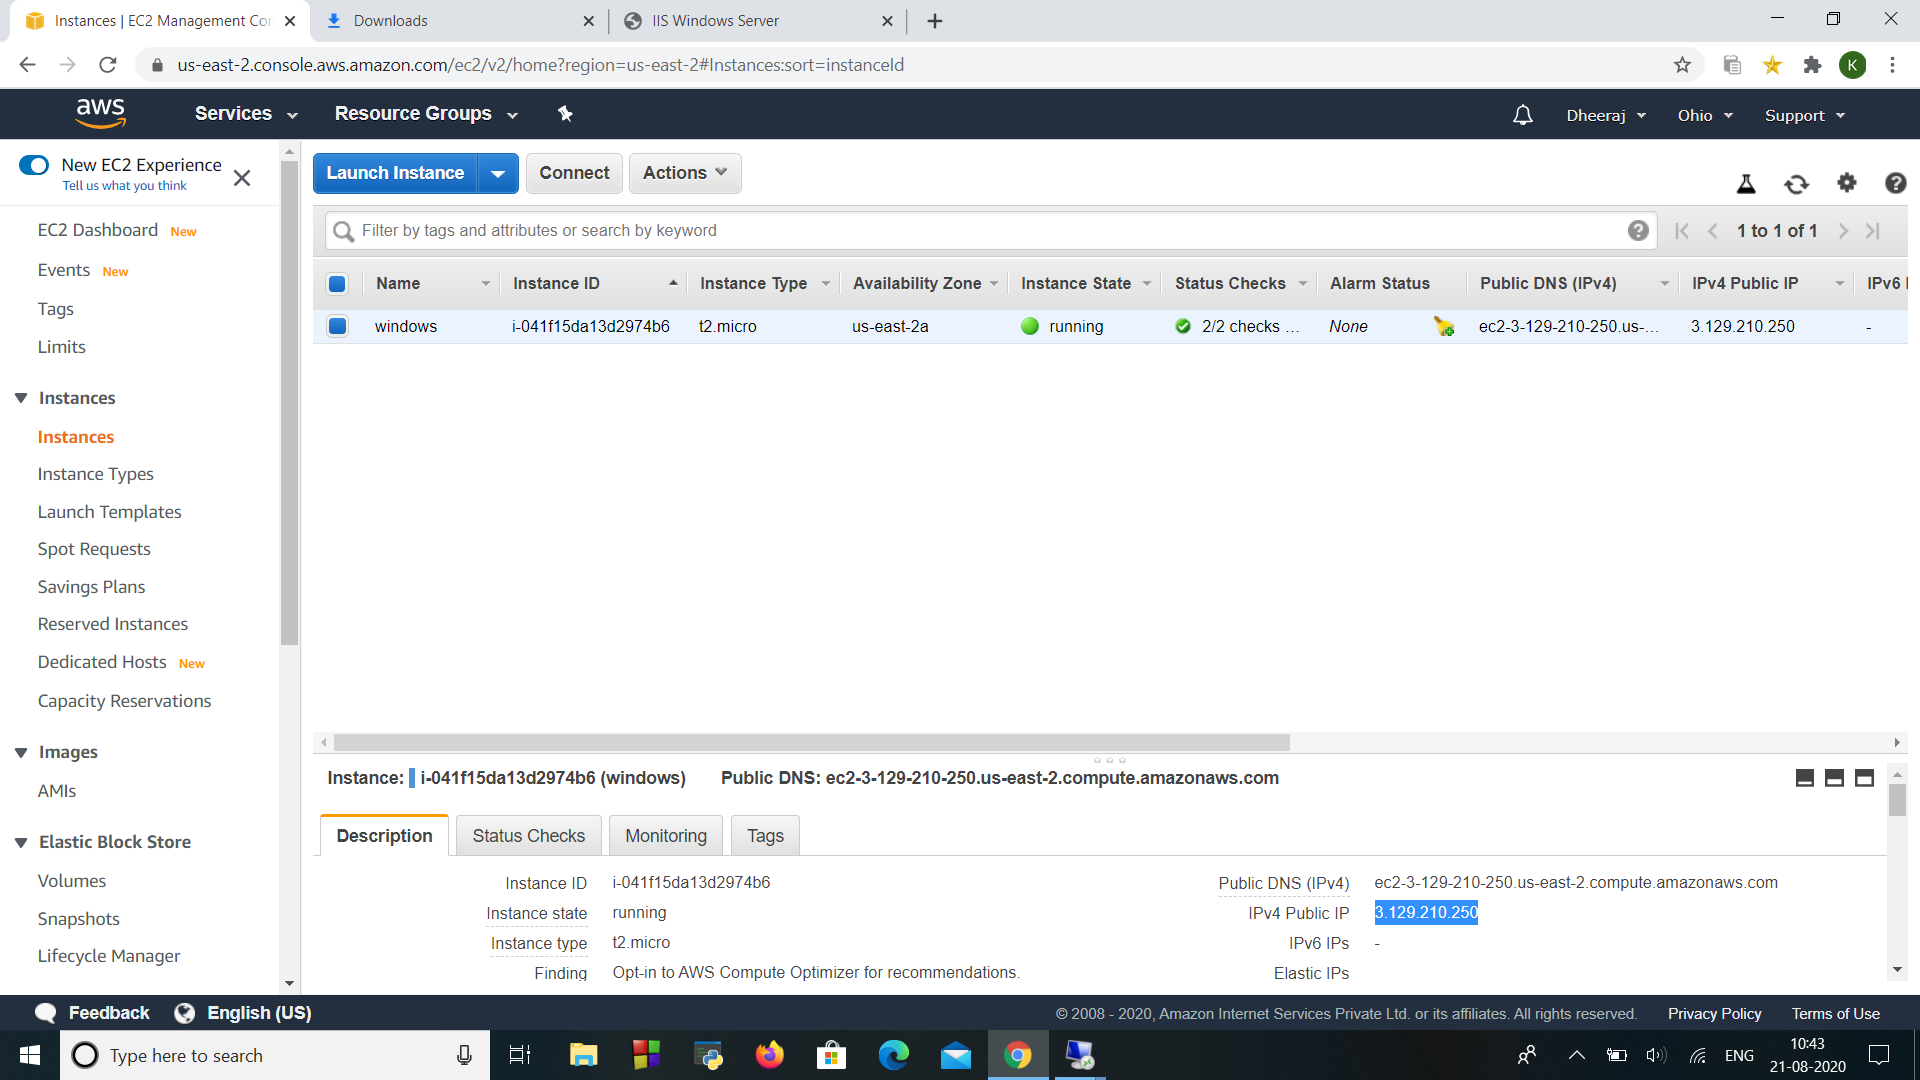 Instances | EC2 Management Con
Downloads
IIS Windows Server
us-east-2.console.aws.amazon.com/ec2/v2/home?region=us-east-2#Instances:sort=instanceId
K
aws
Services
Resource Groups
Dheeraj
Ohio
Support
New EC2 Experience
Tell us what you think
EC2 Dashboard New
Events New
Tags
Limits
Instances
Instances
Instance Types
Launch Templates
Spot Requests
Savings Plans
Reserved Instances
Dedicated Hosts New
Capacity Reservations
Images
AMIs
Elastic Block Store
Volumes
Snapshots
Lifecycle Manager
Launch Instance
Connect
Actions
Filter by tags and attributes or search by keyword
1 to 1 of 1
Name Instance ID Instance Type Availability Zone Instance State Status Checks Alarm Status Public DNS (IPv4) IPv4 Public IP IPv6 I
windows i-041f15da13d2974b6 t2.micro us-east-2a running 2/2 checks ... None ec2-3-129-210-250.us-... 3.129.210.250 -
Instance: i-041f15da13d2974b6 (windows) Public DNS: ec2-3-129-210-250.us-east-2.compute.amazonaws.com
Description
Status Checks
Monitoring
Tags
Instance ID i-041f15da13d2974b6
Instance state running
Instance type t2.micro
Finding Opt-in to AWS Compute Optimizer for recommendations.
Public DNS (IPv4) ec2-3-129-210-250.us-east-2.compute.amazonaws.com
IPv4 Public IP 3.129.210.250
IPv6 IPs -
Elastic IPs
Feedback
English (US)
© 2008 - 2020, Amazon Internet Services Private Ltd. or its affiliates. All rights reserved.
Privacy Policy
Terms of Use
Type here to search
ENG
10:43
21-08-2020